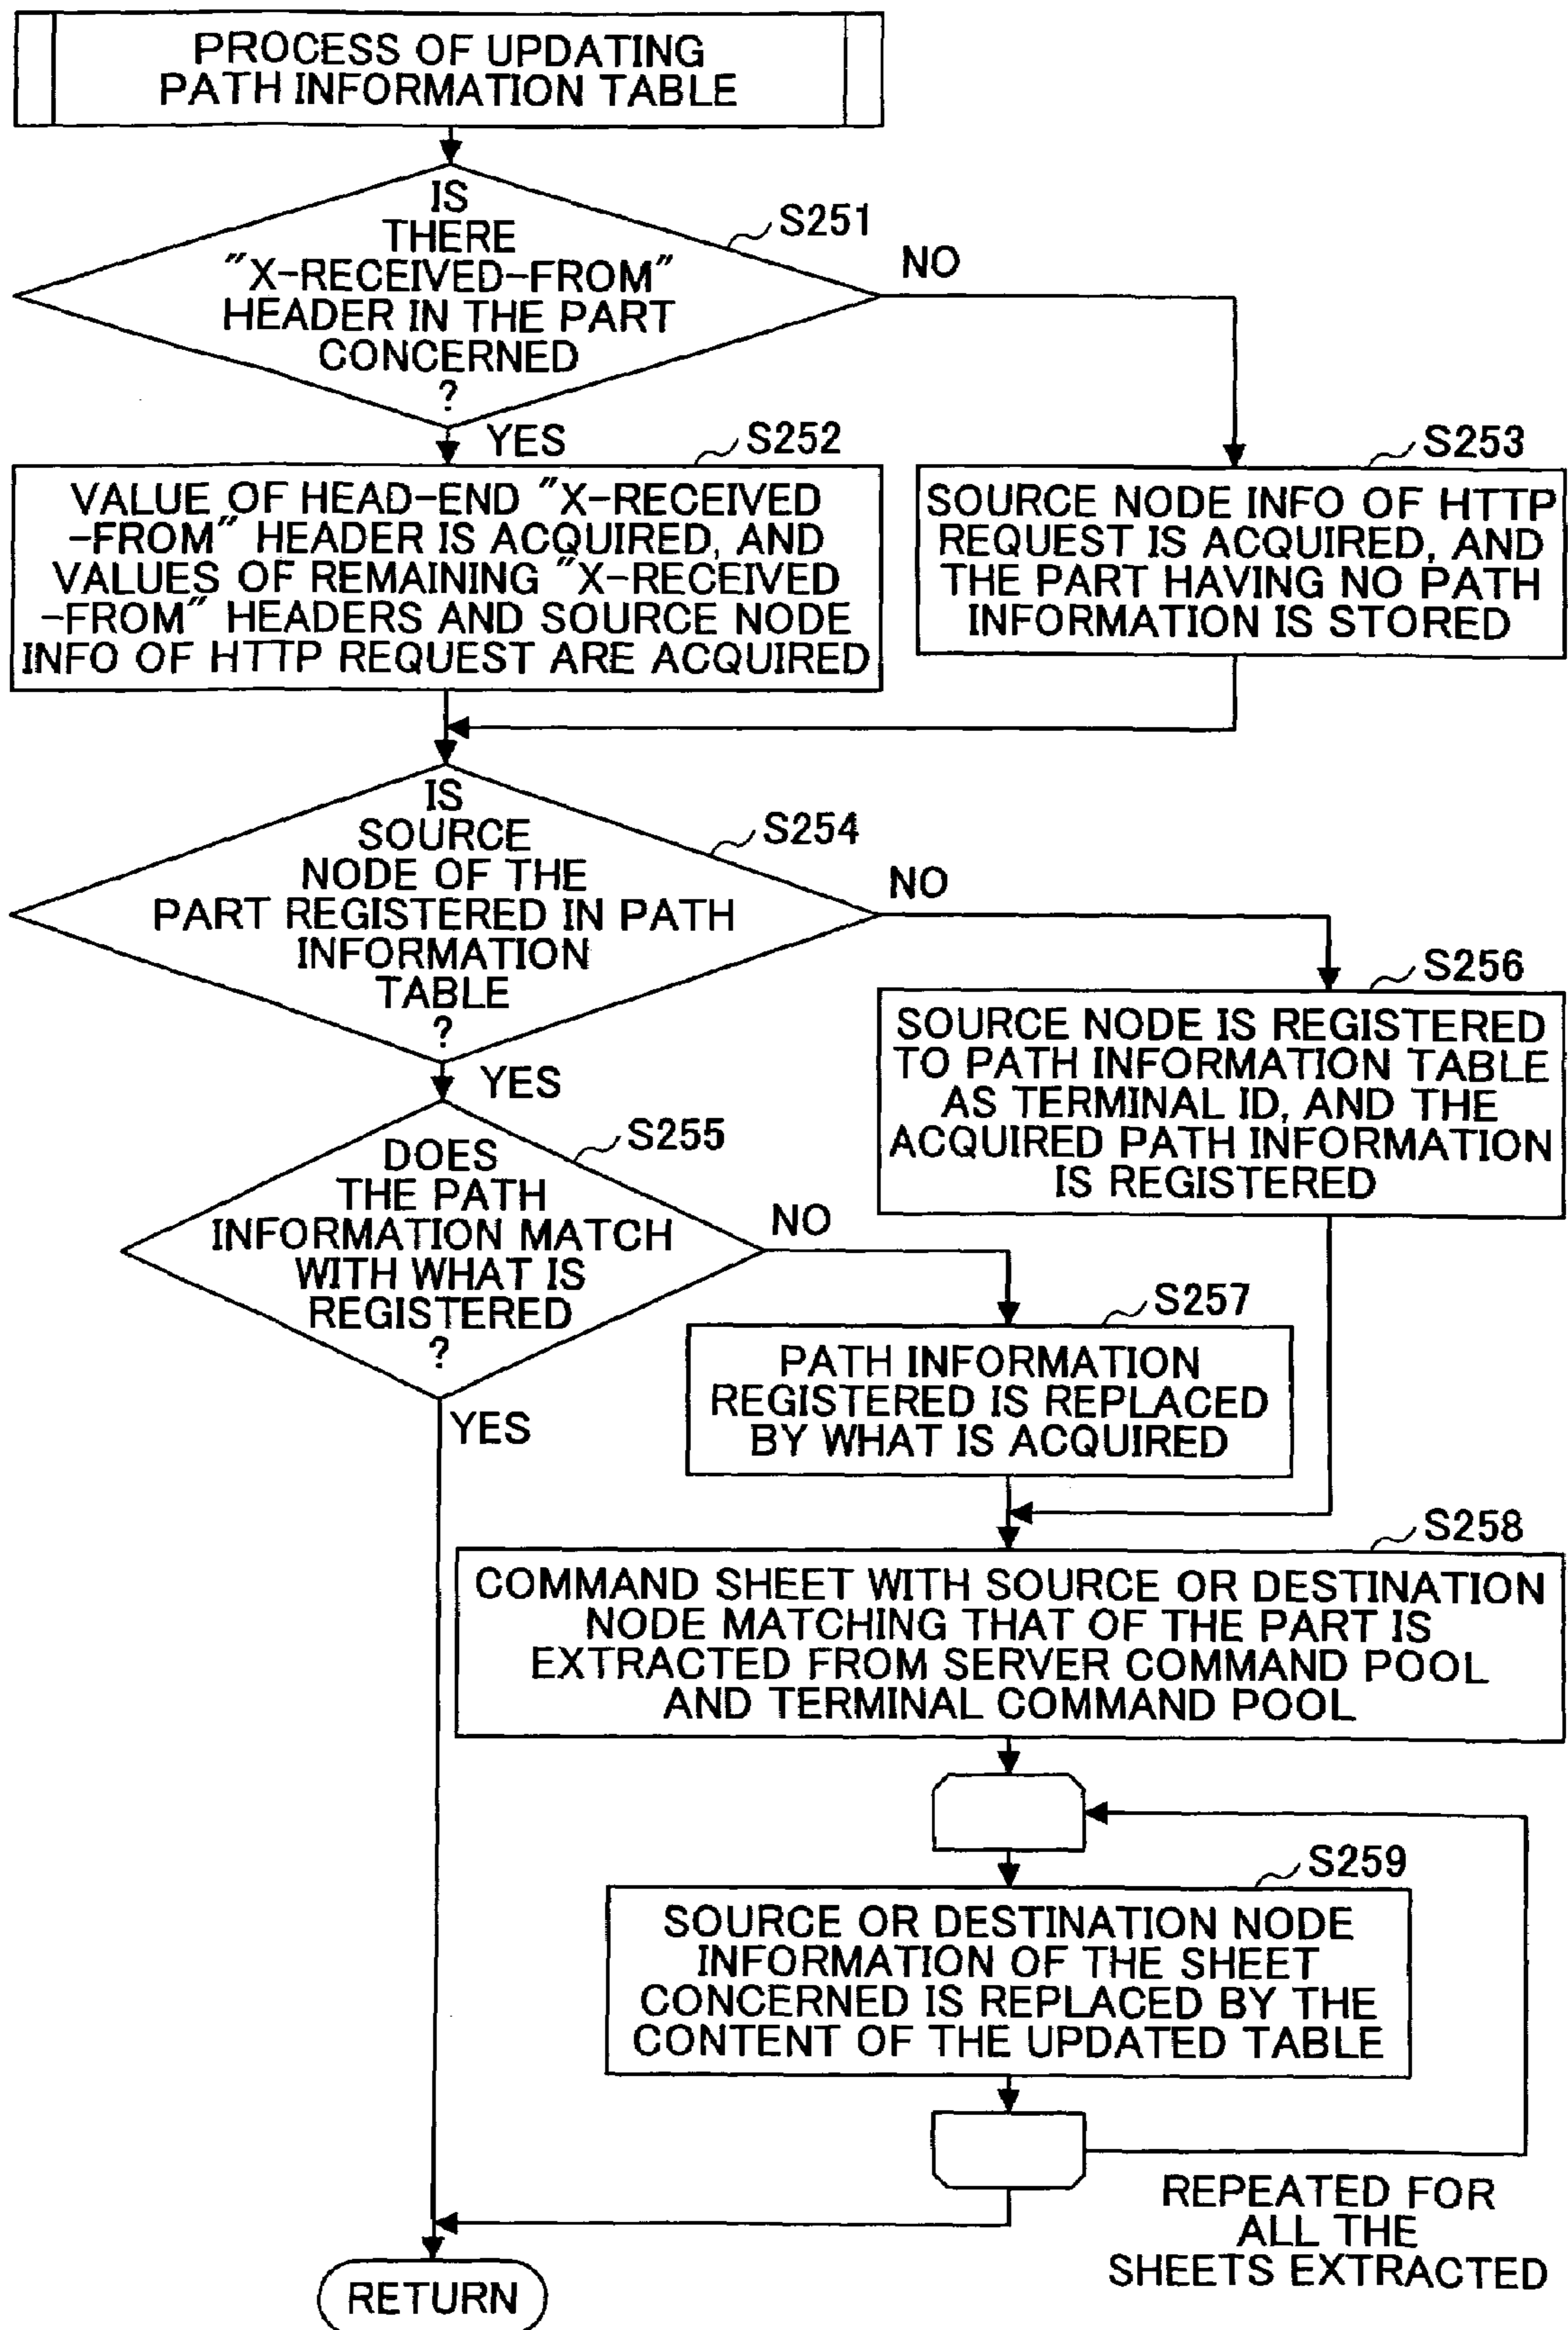 PROCESS OF UPDATING
PATH INFORMATION TABLE
IS
THERE
"X-RECEIVED-FROM"
HEADER IN THE PART
CONCERNED
?
S251
NO
YES
S252
VALUE OF HEAD-END "X-RECEIVED
-FROM" HEADER IS ACQUIRED, AND
VALUES OF REMAINING "X-RECEIVED
-FROM" HEADERS AND SOURCE NODE
INFO OF HTTP REQUEST ARE ACQUIRED
S253
SOURCE NODE INFO OF HTTP
REQUEST IS ACQUIRED, AND
THE PART HAVING NO PATH
INFORMATION IS STORED
IS
SOURCE
NODE OF THE
PART REGISTERED IN PATH
INFORMATION
TABLE
?
S254
NO
YES
S256
SOURCE NODE IS REGISTERED
TO PATH INFORMATION TABLE
AS TERMINAL ID, AND THE
ACQUIRED PATH INFORMATION
IS REGISTERED
DOES
THE PATH
INFORMATION MATCH
WITH WHAT IS
REGISTERED
?
S255
NO
YES
S257
PATH INFORMATION
REGISTERED IS REPLACED
BY WHAT IS ACQUIRED
S258
COMMAND SHEET WITH SOURCE OR DESTINATION
NODE MATCHING THAT OF THE PART IS
EXTRACTED FROM SERVER COMMAND POOL
AND TERMINAL COMMAND POOL
S259
SOURCE OR DESTINATION NODE
INFORMATION OF THE SHEET
CONCERNED IS REPLACED BY THE
CONTENT OF THE UPDATED TABLE
REPEATED FOR
ALL THE
SHEETS EXTRACTED
RETURN